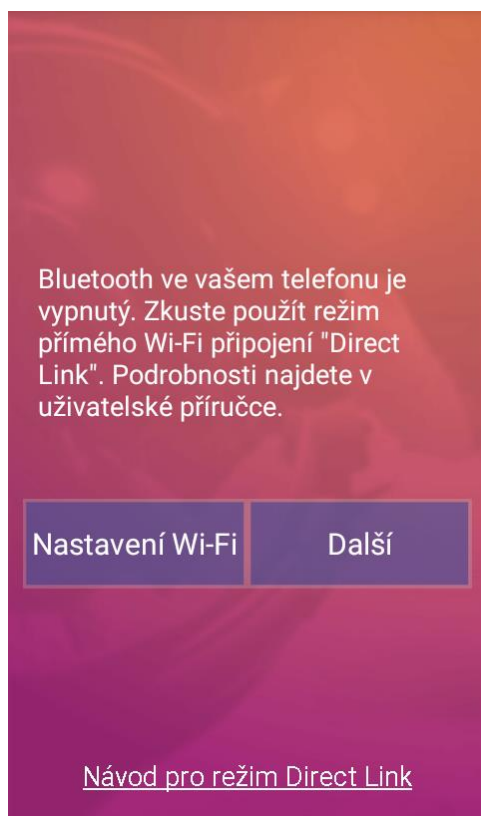 Bluetooth ve vašem telefonu je
vypnutý. Zkuste použít režim
přímého Wi-Fi připojení "Direct
Link". Podrobnosti najdete v
uživatelské příručce.
Nastavení Wi-Fi
Další
Návod pro režim Direct Link